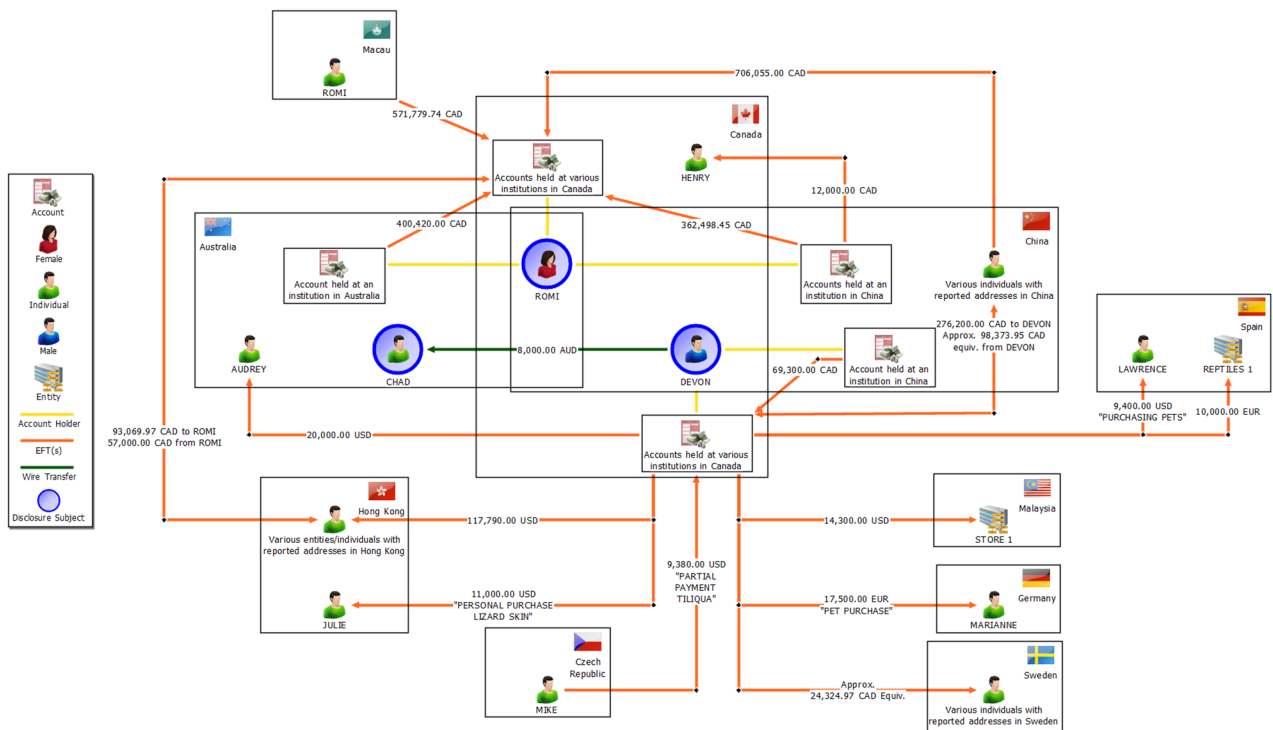 Macau
ROMI
571,779.74 CAD
706,055.00 CAD
Canada
HENRY
Accounts held at various
institutions in Canada
12,000.00 CAD
Account
Female
Individual
Male
Entity
Account Holder
EFT(s)
Wire Transfer
Disclosure Subject
Australia
400,420.00 CAD
362,498.45 CAD
China
Account held at an
institution in Australia
ROMI
Accounts held at an
institution in China
Various individuals with
reported addresses in China
276,200.00 CAD to DEVON
Approx. 98,373.95 CAD
equiv. from DEVON
Spain
AUDREY
CHAD
8,000.00 AUD
DEVON
69,300.00 CAD
Account held at an
institution in China
LAWRENCE
REPTILES 1
9,400.00 USD
"PURCHASING PETS"
10,000.00 EUR
93,069.97 CAD to ROMI
57,000.00 CAD from ROMI
20,000.00 USD
Accounts held at various
institutions in Canada
Hong Kong
Various entities/individuals with
reported addresses in Hong Kong
117,790.00 USD
14,300.00 USD
Malaysia
STORE 1
9,380.00 USD
"PARTIAL
PAYMENT
TILIQUA"
11,000.00 USD
"PERSONAL PURCHASE
LIZARD SKIN"
JULIE
17,500.00 EUR
"PET PURCHASE"
Germany
MARIANNE
Czech
Republic
MIKE
Approx.
24,324.97 CAD Equiv.
Sweden
Various individuals with
reported addresses in Sweden